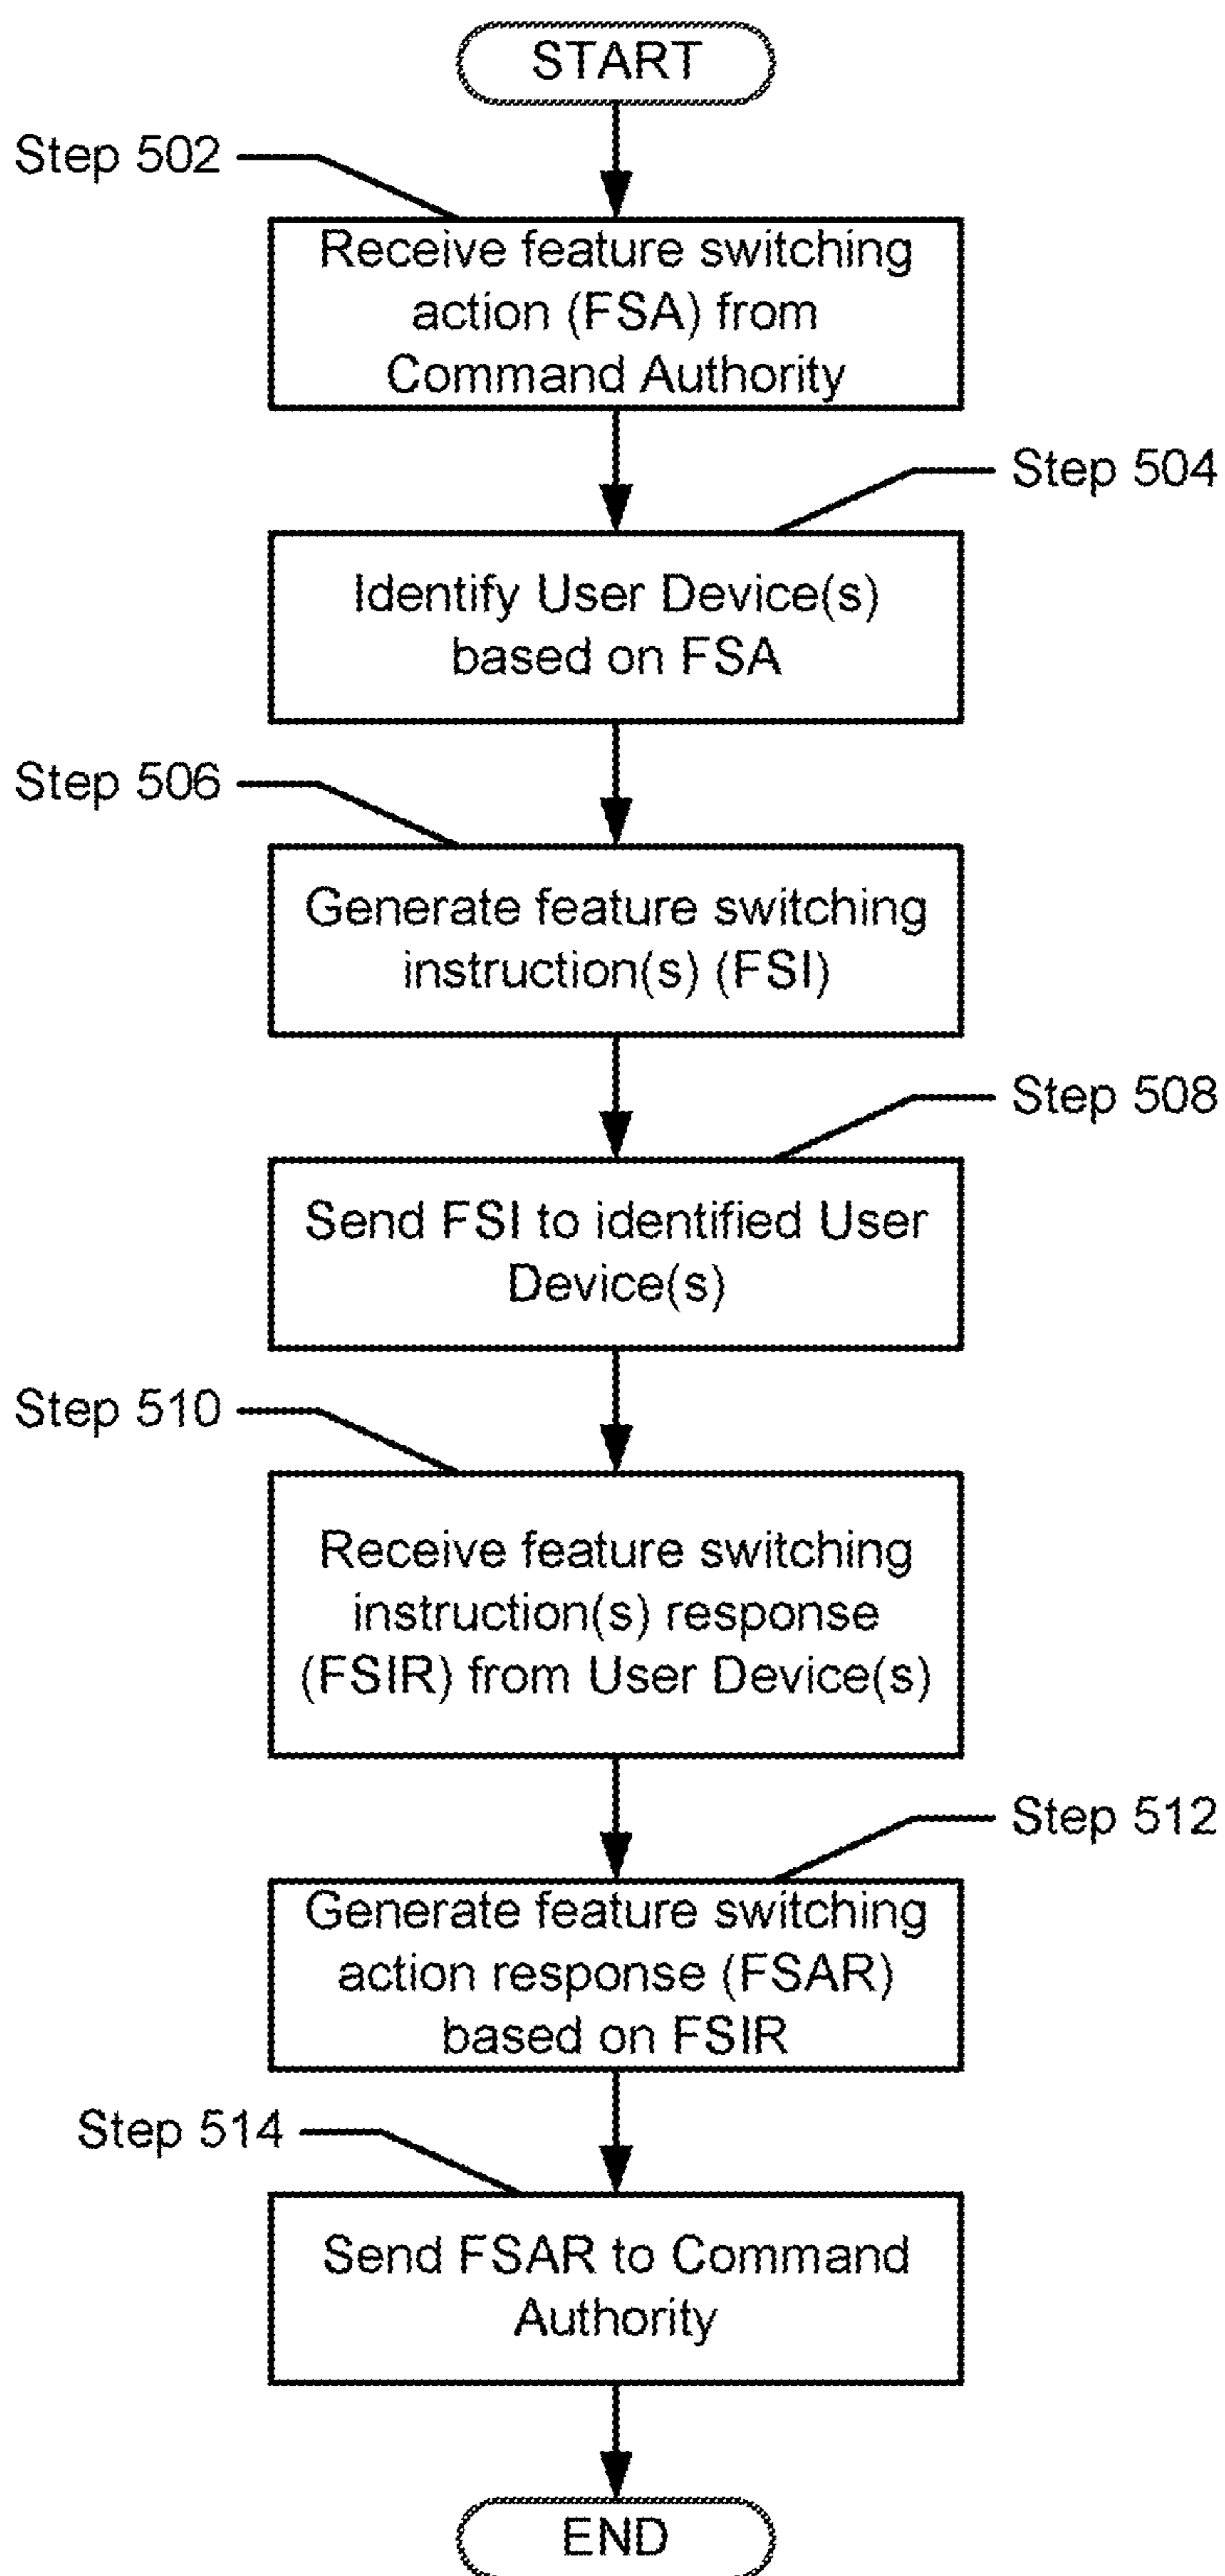 START
Step 502
Receive feature switching
action (FSA) from
Command Authority
Step 504
Identify User Device(s)
based on FSA
Step 506
Generate feature switching
instruction(s) (FSI)
Step 508
Send FSI to identified User
Device(s)
Step 510
Receive feature switching
instruction(s) response
(FSIR) from User Device(s)
Step 512
Generate feature switching
action response (FSAR)
based on FSIR
Step 514
Send FSAR to Command
Authority
END